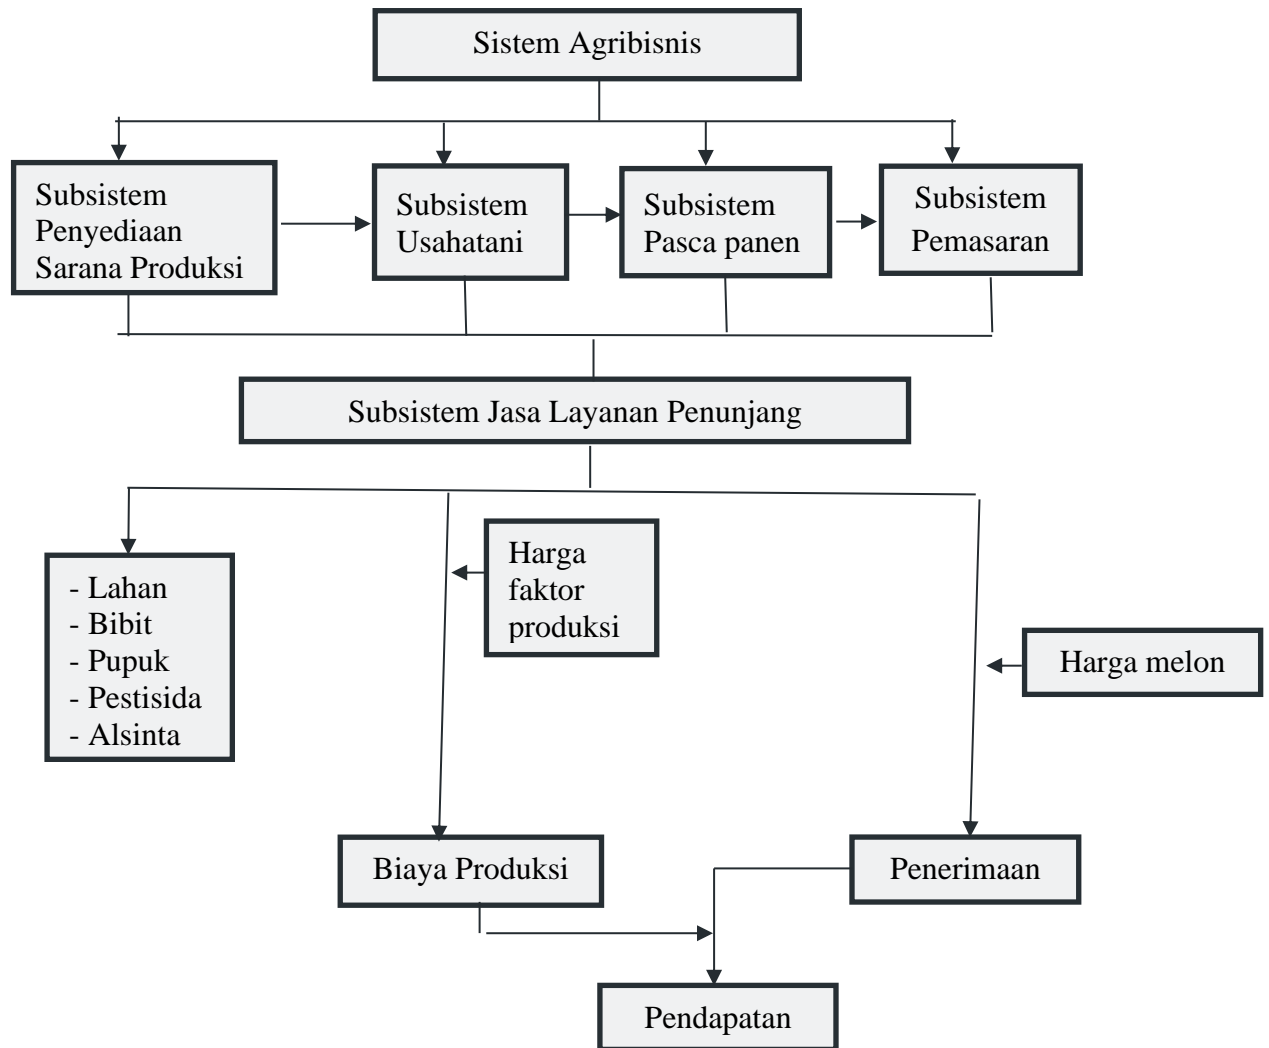 Sistem Agribisnis
Subsistem
Penyediaan
Sarana Produksi
Subsistem
Usahatani
Subsistem
Pasca panen
Subsistem
Pemasaran
Subsistem Jasa Layanan Penunjang
- Lahan
- Bibit
- Pupuk
- Pestisida
- Alsinta
Harga
faktor
produksi
Harga melon
Biaya Produksi
Penerimaan
Pendapatan